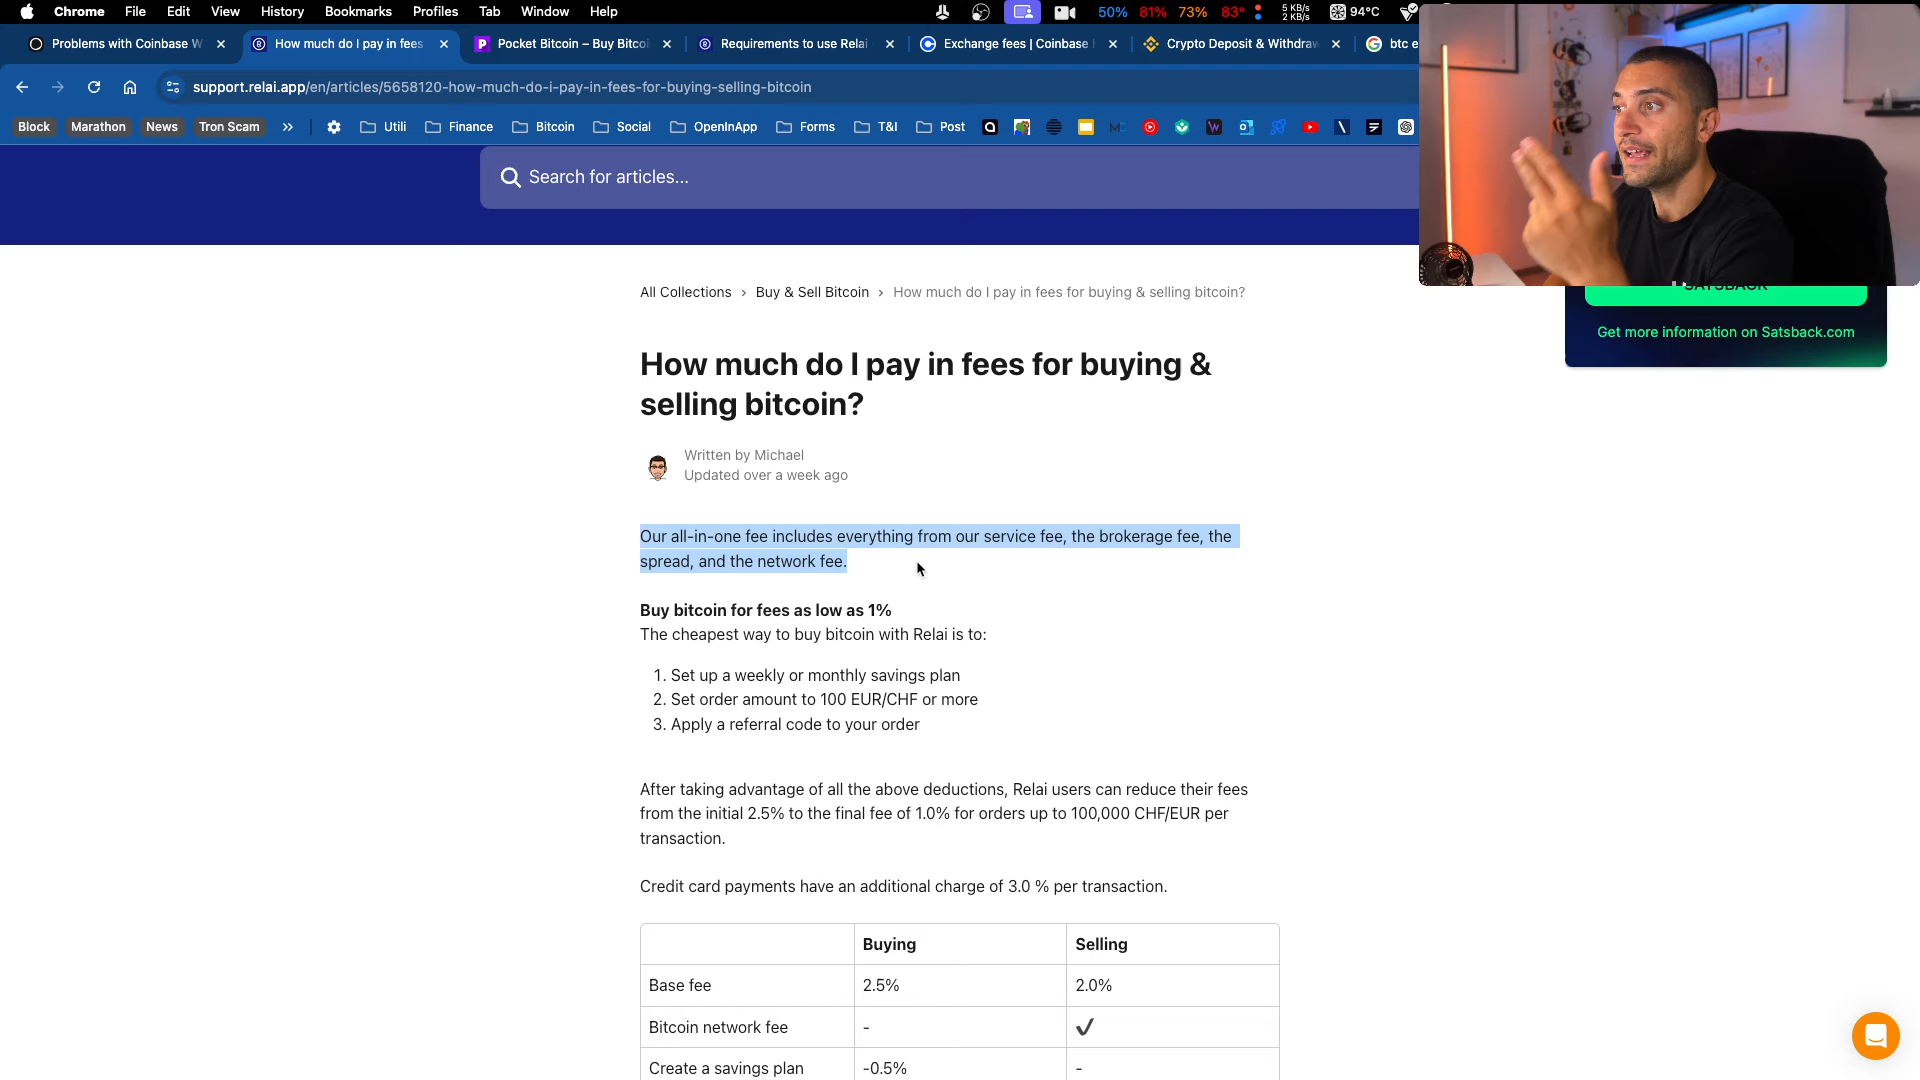 Chrome File Edit View History Bookmarks Profiles Tab Window Help 50% 81% 73% 83° 5 KB/s 2 KB/s 94°C
Problems with Coinbase W How much do I pay in fees Pocket Bitcoin – Buy Bitcoi Requirements to use Relai Exchange fees | Coinbase Crypto Deposit & Withdraw btc e
support.relai.app/en/articles/5658120-how-much-do-i-pay-in-fees-for-buying-selling-bitcoin
Block Marathon News Tron Scam » Utili Finance Bitcoin Social OpenInApp Forms T&I Post
Search for articles...
All Collections > Buy & Sell Bitcoin > How much do I pay in fees for buying & selling bitcoin?
SATSBACK
Get more information on Satsback.com
How much do I pay in fees for buying &
selling bitcoin?
Written by Michael
Updated over a week ago
Our all-in-one fee includes everything from our service fee, the brokerage fee, the
spread, and the network fee.
Buy bitcoin for fees as low as 1%
The cheapest way to buy bitcoin with Relai is to:
1. Set up a weekly or monthly savings plan
2. Set order amount to 100 EUR/CHF or more
3. Apply a referral code to your order
After taking advantage of all the above deductions, Relai users can reduce their fees
from the initial 2.5% to the final fee of 1.0% for orders up to 100,000 CHF/EUR per
transaction.
Credit card payments have an additional charge of 3.0 % per transaction.
Buying Selling
Base fee 2.5% 2.0%
Bitcoin network fee - ✓
Create a savings plan -0.5% -